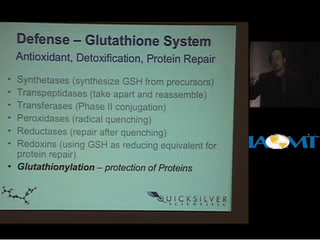 Defense – Glutathione System
Antioxidant, Detoxification, Protein Repair
• Synthetases (synthesize GSH from precursors)
• Transpeptidases (take apart and reassemble)
• Transferases (Phase II conjugation)
• Peroxidases (radical quenching)
• Reductases (repair after quenching)
• Redoxins (using GSH as reducing equivalent for
protein repair)
• Glutathionylation – protection of Proteins
QUICKSILVER
SCIENTIFIC
IAOMT